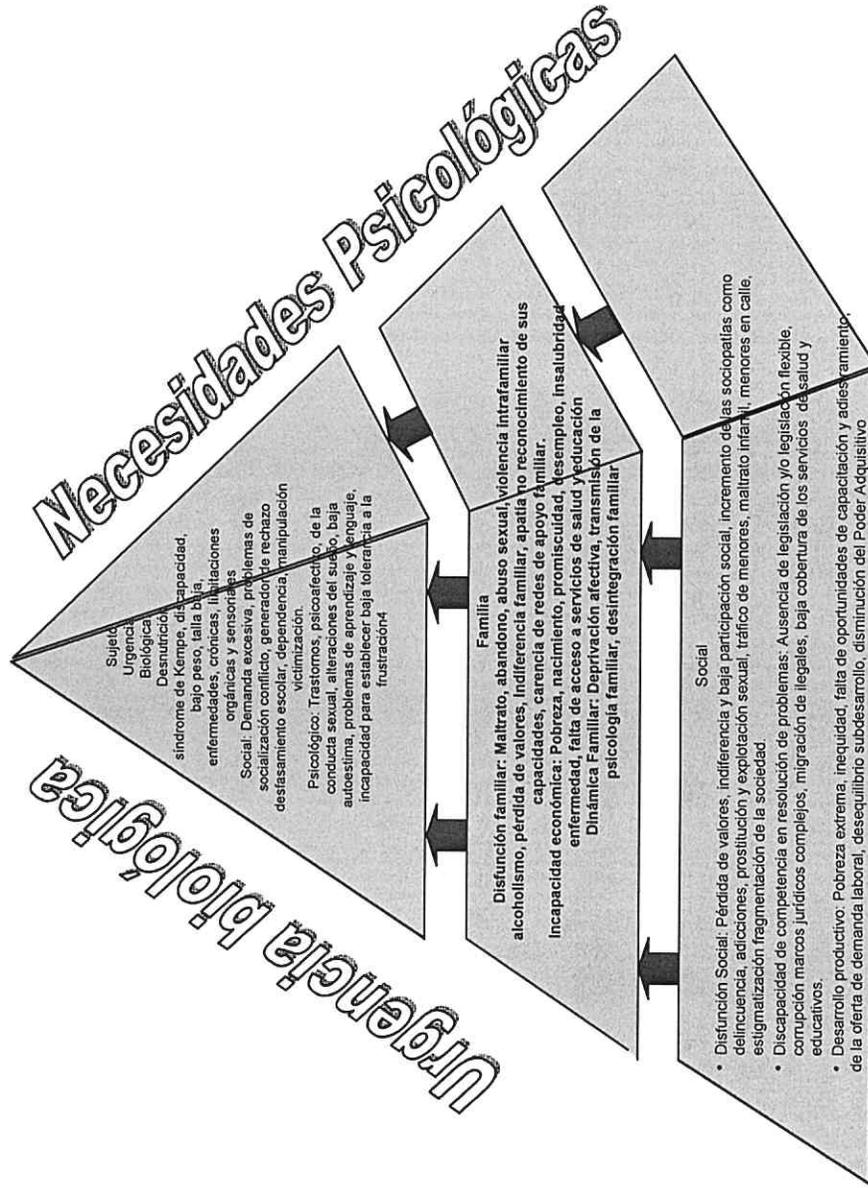 Urgencia biológica
Necesidades Psicológicas
Sujeto
Urgencia
Biológica
Desnutrición
síndrome de Kempe, discapacidad,
bajo peso, talla baja,
enfermedades, crónicas, limitaciones
orgánicas y sensoriales
Social: Demanda excesiva, problemas de
socialización conflicto, generador de rechazo
desfasamiento escolar, dependencia, manipulación
victimización.
Psicológico: Trastornos, psicoafectivo, de la
conducta sexual, alteraciones del sueño, baja
autoestima, problemas de aprendizaje y lenguaje,
incapacidad para establecer baja tolerancia a la
frustración4
Familia
Disfunción familiar: Maltrato, abandono, abuso sexual, violencia intrafamiliar
alcoholismo, pérdida de valores, Indiferencia familiar, apatía no reconocimiento de sus
capacidades, carencia de redes de apoyo familiar.
Incapacidad económica: Pobreza, nacimiento, promiscuidad, desempleo, insalubridad
enfermedad, falta de acceso a servicios de salud y educación
Dinámica Familiar: Deprivación afectiva, transmisión de la
psicología familiar, desintegración familiar
Social
• Disfunción Social: Pérdida de valores, indiferencia y baja participación social, incremento de las sociopatías como
delincuencia, adicciones, prostitución y explotación sexual, tráfico de menores, maltrato infantil, menores en calle,
estigmatización fragmentación de la sociedad.
• Discapacidad de competencia en resolución de problemas: Ausencia de legislación y/o legislación flexible,
corrupción marcos jurídicos complejos, migración de ilegales, baja cobertura de los servicios de salud y
educativos.
• Desarrollo productivo: Pobreza extrema, inequidad, falta de oportunidades de capacitación y adiestramiento,
de la oferta de demanda laboral, desequilibrio subdesarrollo, disminución del Poder Adquisitivo